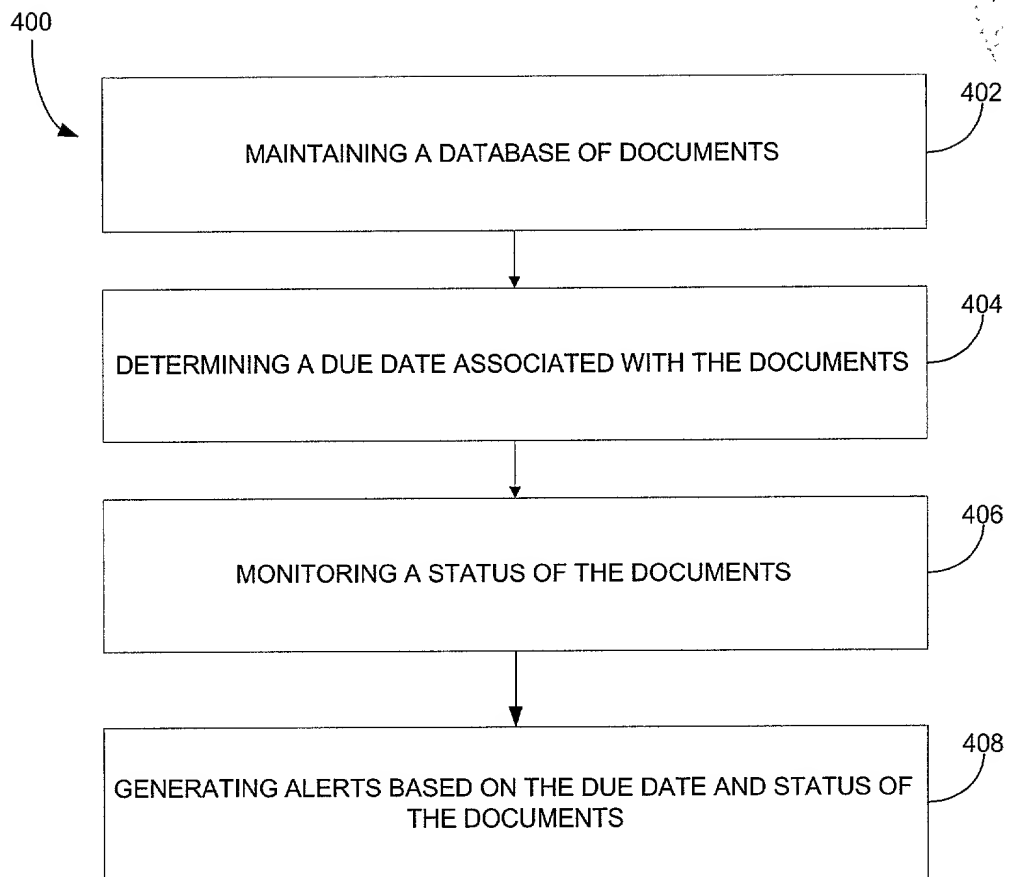 400
402
MAINTAINING A DATABASE OF DOCUMENTS
404
DETERMINING A DUE DATE ASSOCIATED WITH THE DOCUMENTS
406
MONITORING A STATUS OF THE DOCUMENTS
408
GENERATING ALERTS BASED ON THE DUE DATE AND STATUS OF
THE DOCUMENTS